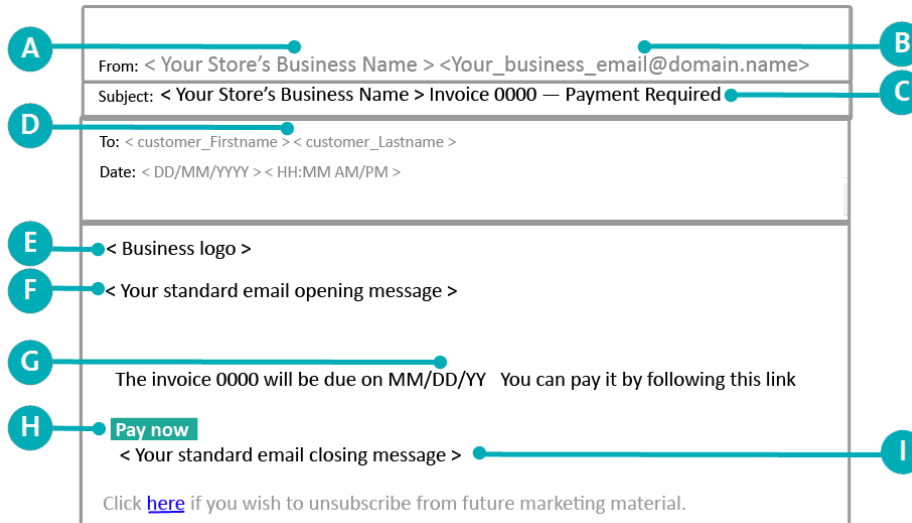 A
B
From: < Your Store's Business Name > <Your_business_email@domain.name>
Subject: < Your Store's Business Name > Invoice 0000 — Payment Required
C
D
To: < customer_Firstname > < customer_Lastname >
Date: < DD/MM/YYYY > < HH:MM AM/PM >
E
< Business logo >
F
< Your standard email opening message >
G
The invoice 0000 will be due on MM/DD/YY You can pay it by following this link
H
Pay now
< Your standard email closing message >
I
Click here if you wish to unsubscribe from future marketing material.